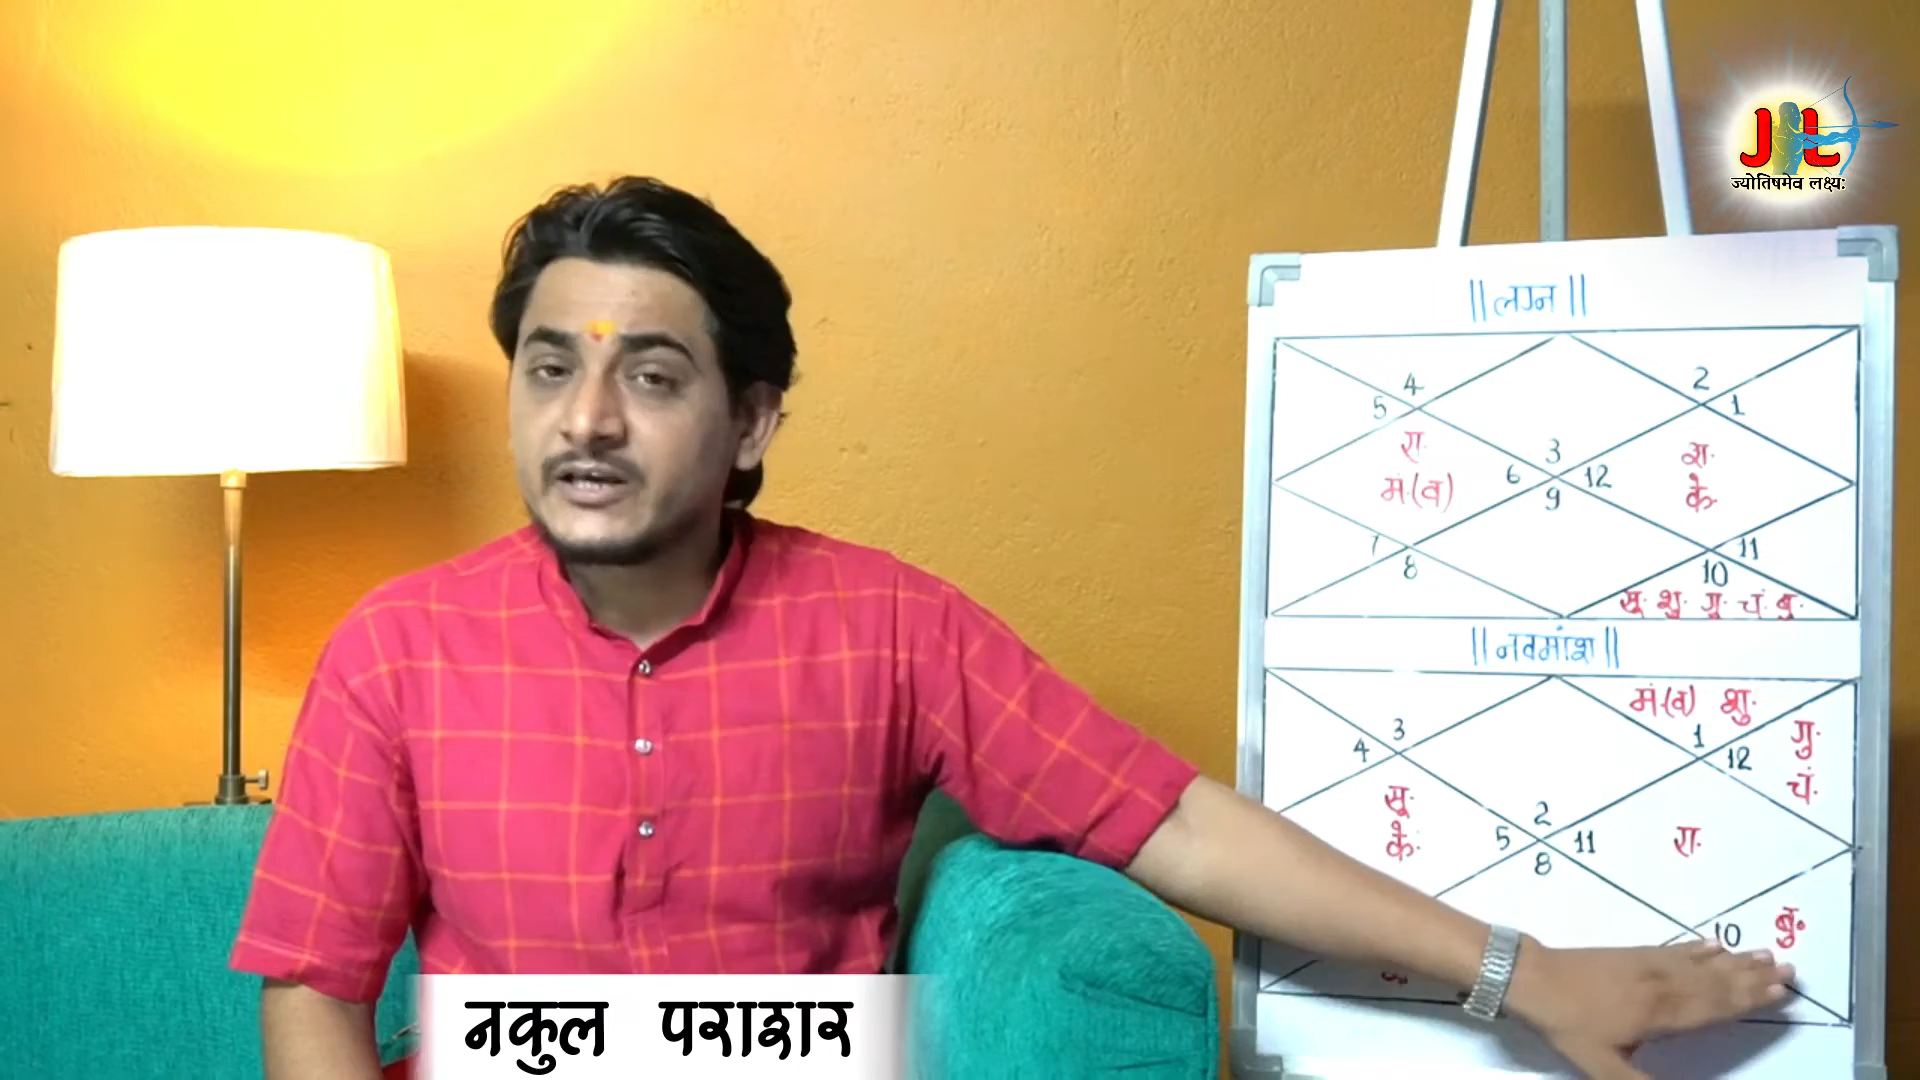 JL
ज्योतिषमेव लक्ष्य:
||लग्न||
4
2
5
1
रा.
श.
3
6
12
मं.(व)
के.
9
7
11
8
10
सू. शु. गु. चं. बु.
||नवमांश||
मं.(व) शु.
3
1
गु.
4
12
चं.
सू.
2
के.
5
11
रा.
8
10
बु.
नकुल पराशर